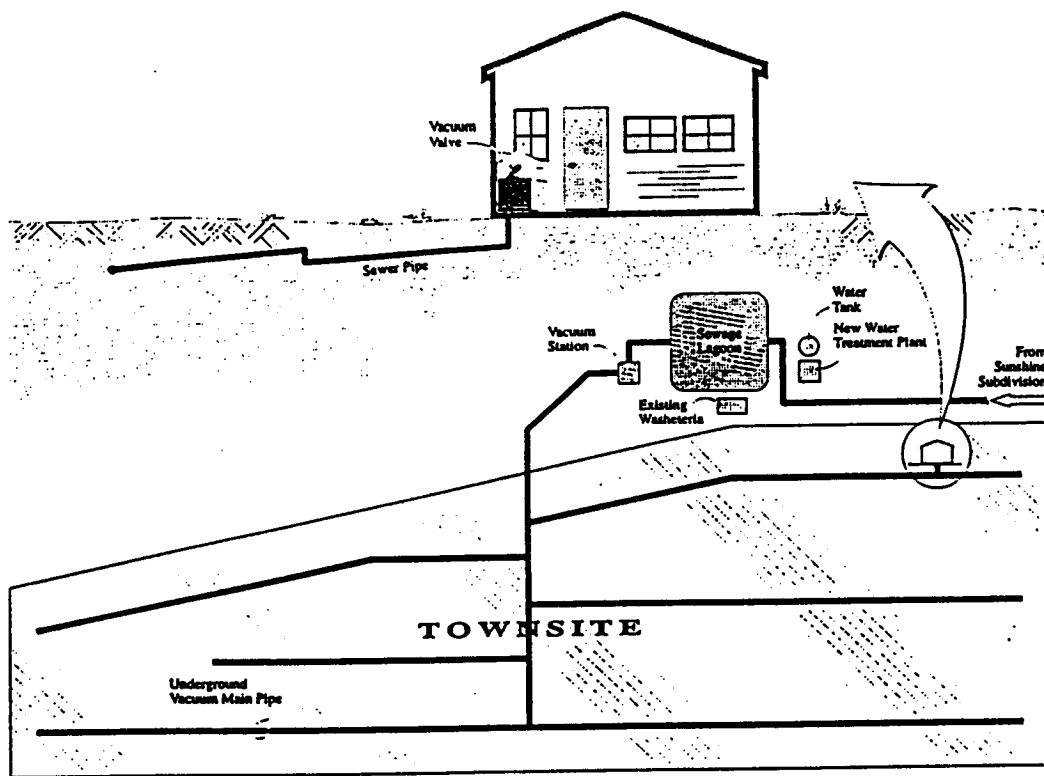 Vacuum
Valve
Sewer Pipe
Water
Tank
New Water
Treatment Plant
Vacuum
Station
Sewage
Lagoon
From
Sunshine
Subdivision
Existing
Washeteria
TOWNSITE
Underground
Vacuum Main Pipe